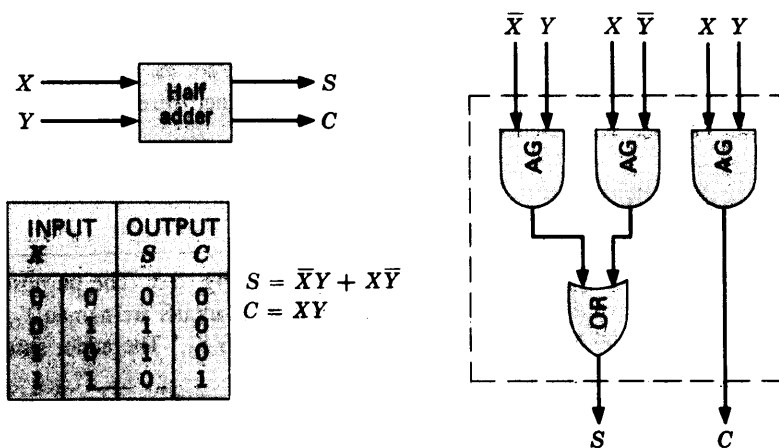 X
Y
Half
adder
S
C
INPUT OUTPUT
X S C
0 0 0 0
0 1 1 0
1 0 1 0
1 1 0 1
S = X̅Y + XY̅
C = XY
X̅ Y X Y̅ X Y
AG AG AG
OR
S C